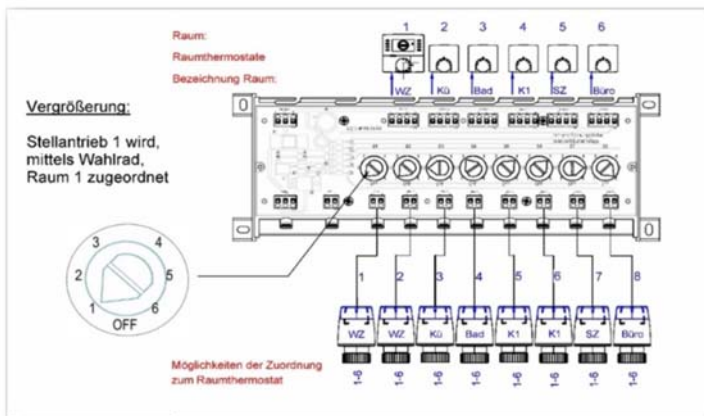 Raum:
1 2 3 4 5 6
Raumthermostate
Bezeichnung Raum:
WZ Kü Bad K1 SZ Büro
Vergrößerung:
Stellantrieb 1 wird,
mittels Wahlrad,
Raum 1 zugeordnet
3 4
2 5
1 6
OFF
1 2 3 4 5 6 7 8
WZ WZ Kü Bad K1 K1 SZ Büro
Möglichkeiten der Zuordnung
zum Raumthermostat
1-6 1-6 1-6 1-6 1-6 1-6 1-6 1-6